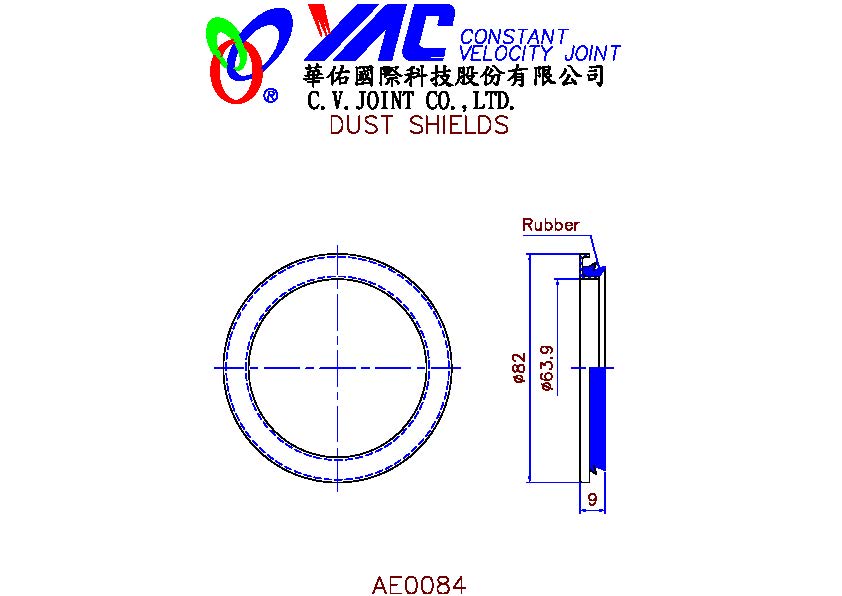 YAC CONSTANT
VELOCITY JOINT
華佑國際科技股份有限公司
®
C.V.JOINT CO.,LTD.
DUST SHIELDS
Rubber
ø82
ø63.9
9
AE0084